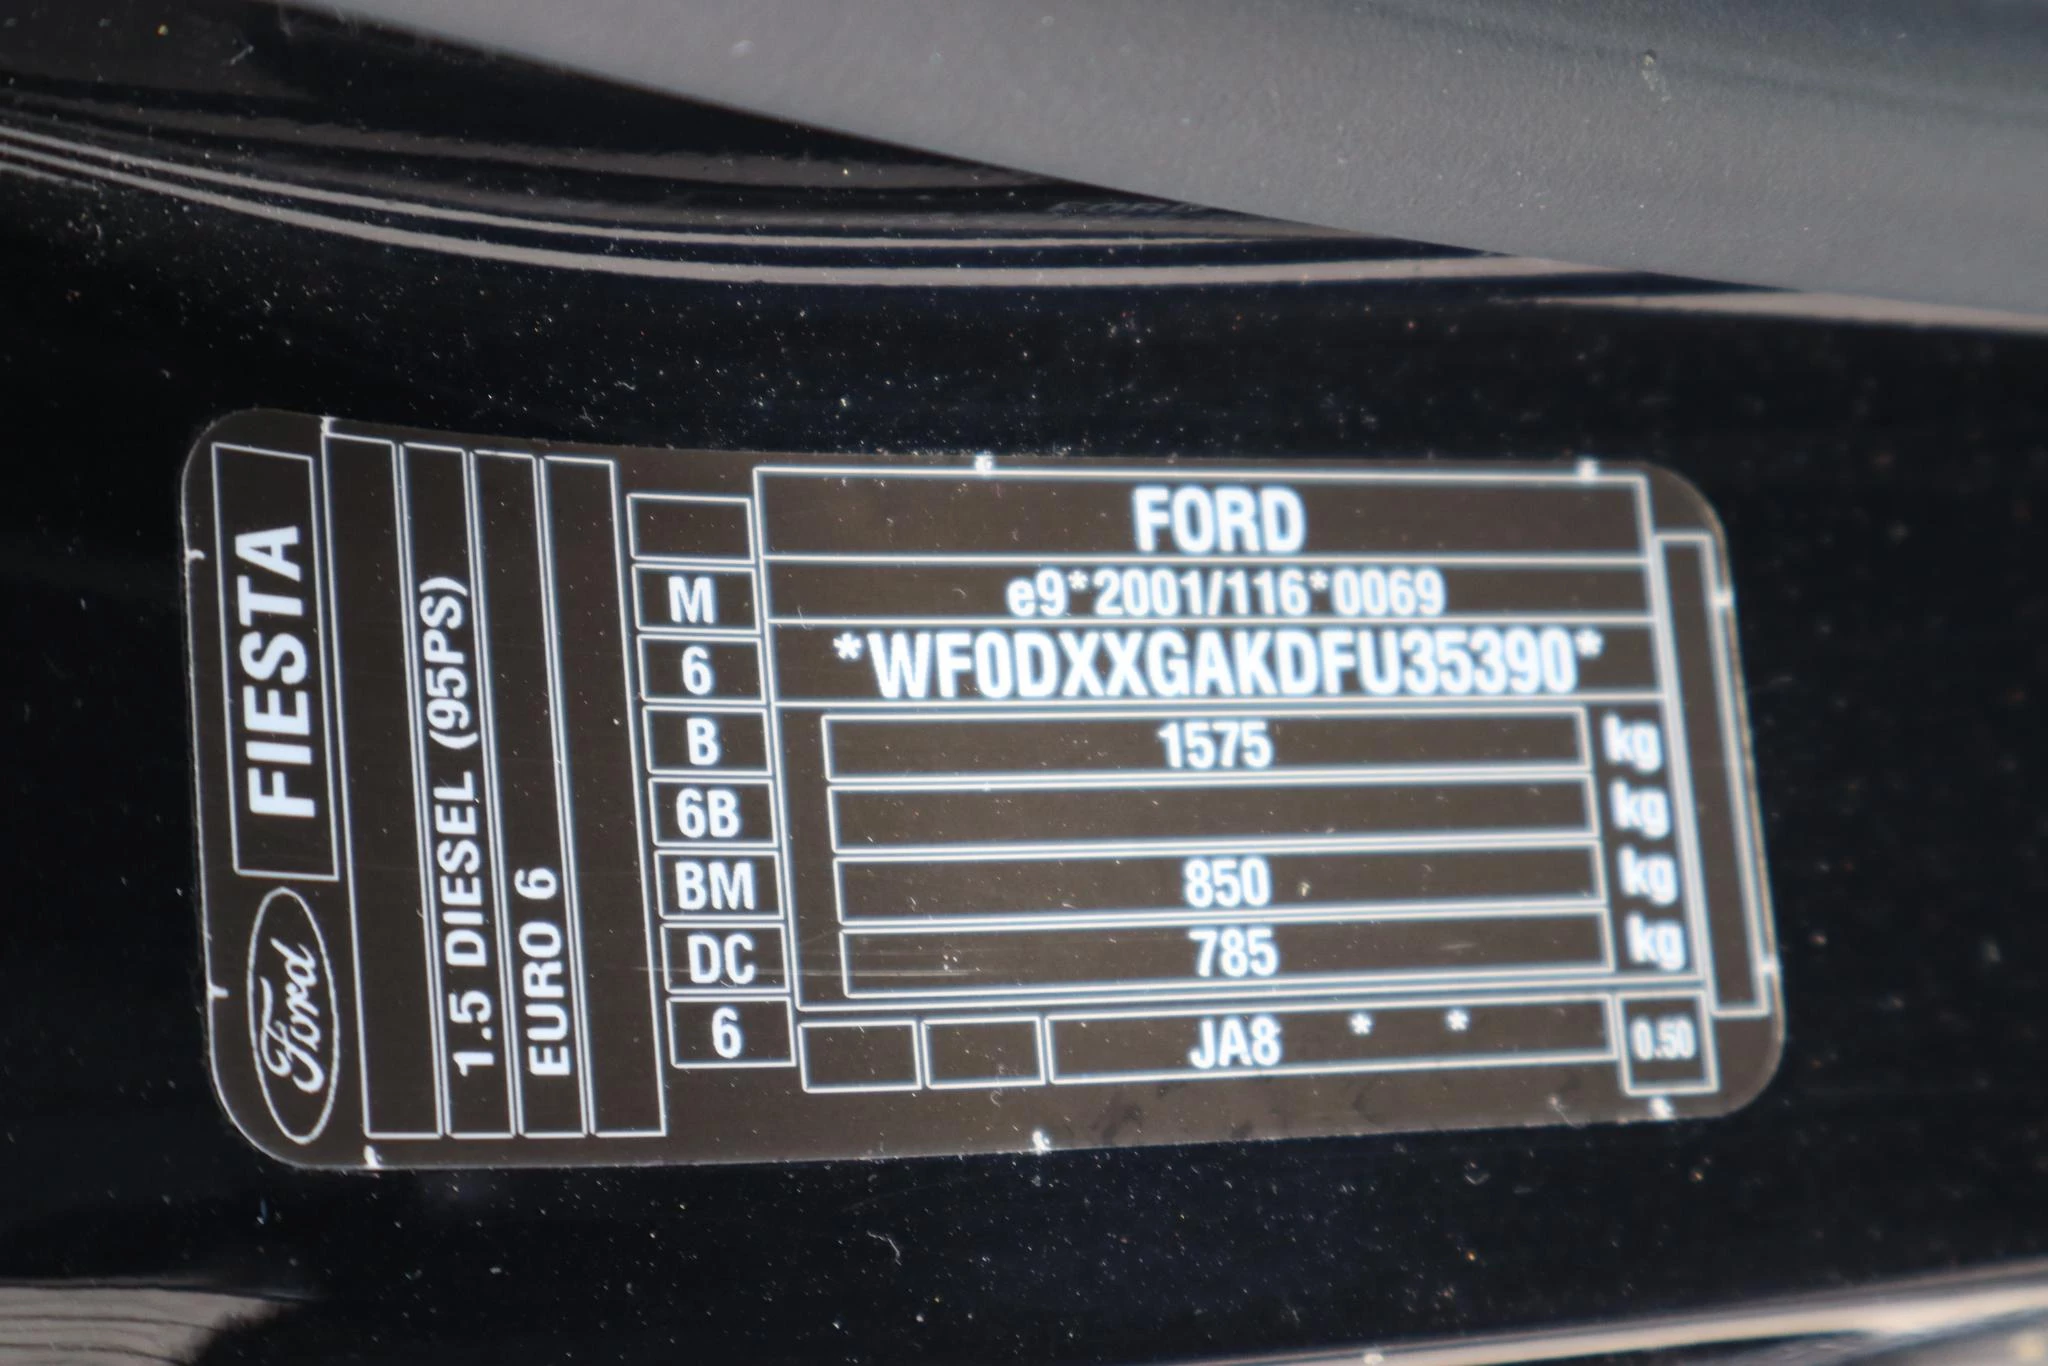 FIESTA
Ford
1.5 DIESEL (95PS)
EURO 6
FORD
M e9*2001/116*0069
6 *WF0DXXGAKDFU35390*
B 1575 kg
6B kg
BM 850 kg
DC 785 kg
6 JA8 * * 0.50